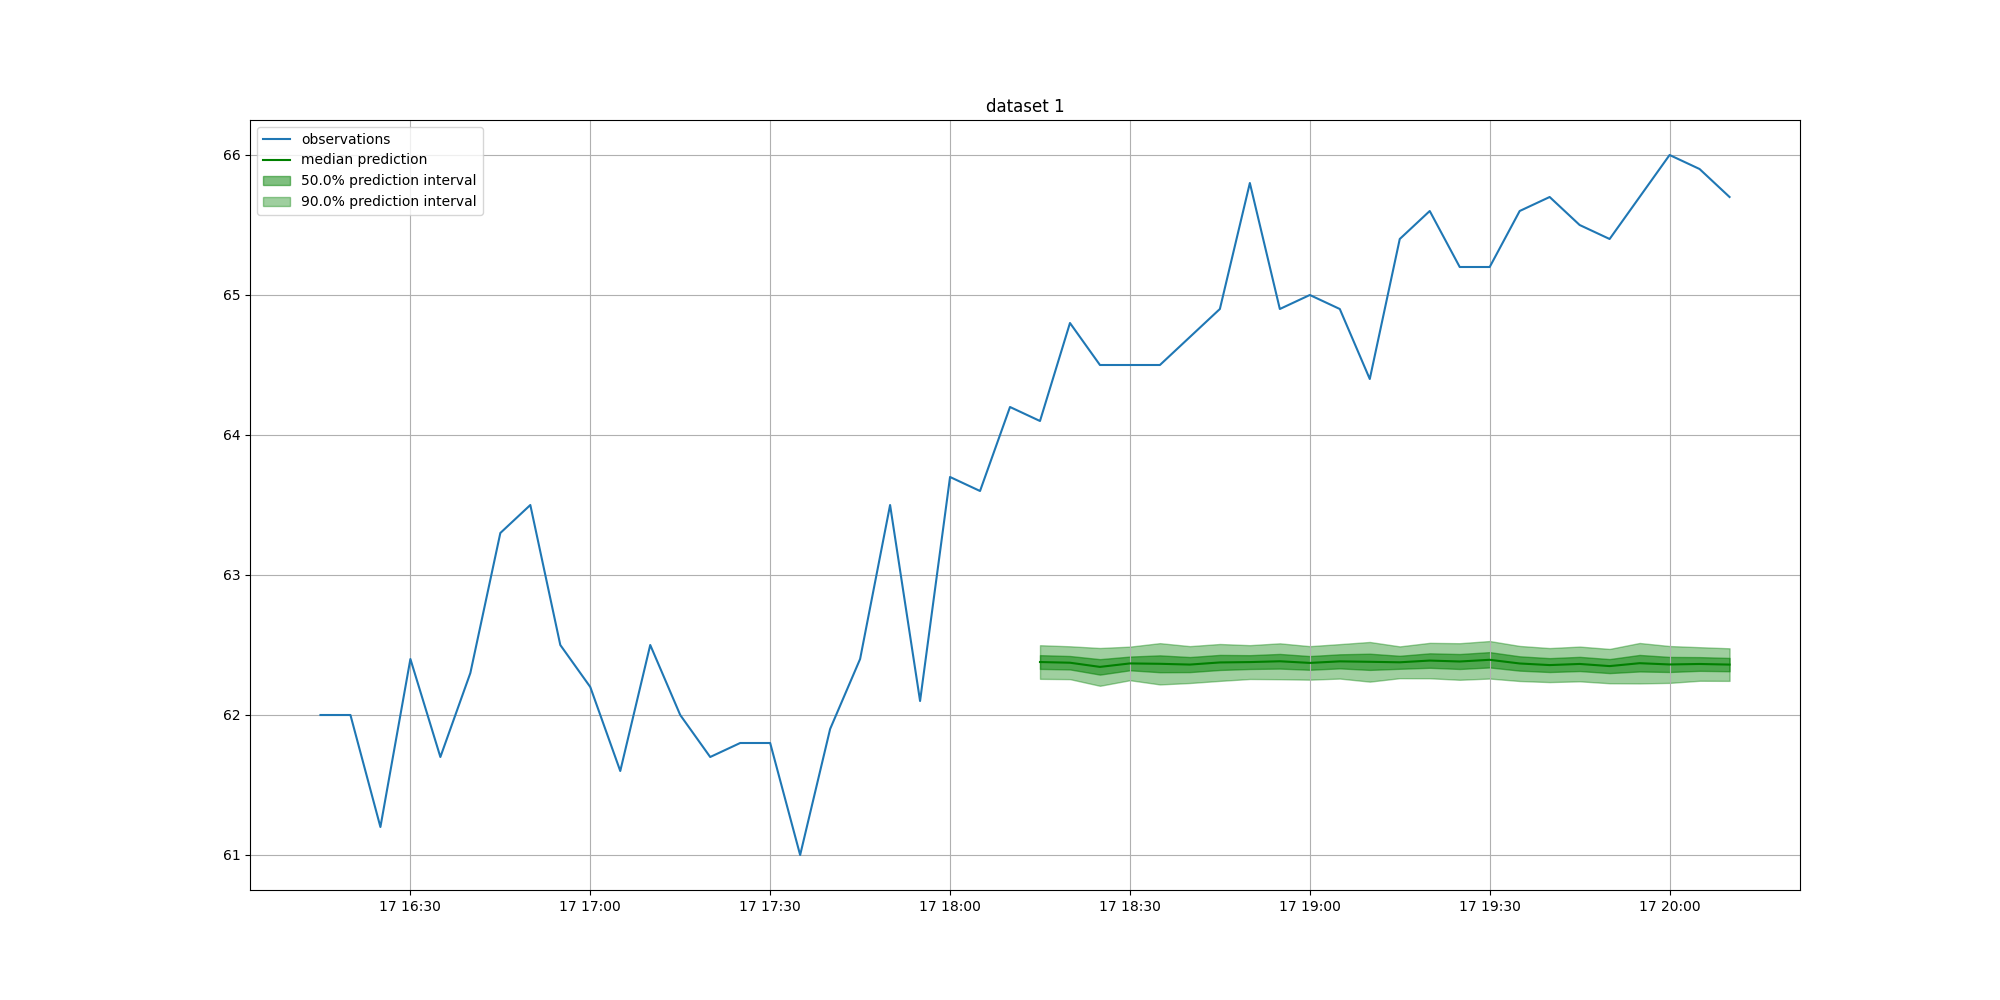 dataset 1
observations
median prediction
50.0% prediction interval
90.0% prediction interval
66
65
64
63
62
61
17 16:30 17 17:00 17 17:30 17 18:00 17 18:30 17 19:00 17 19:30 17 20:00